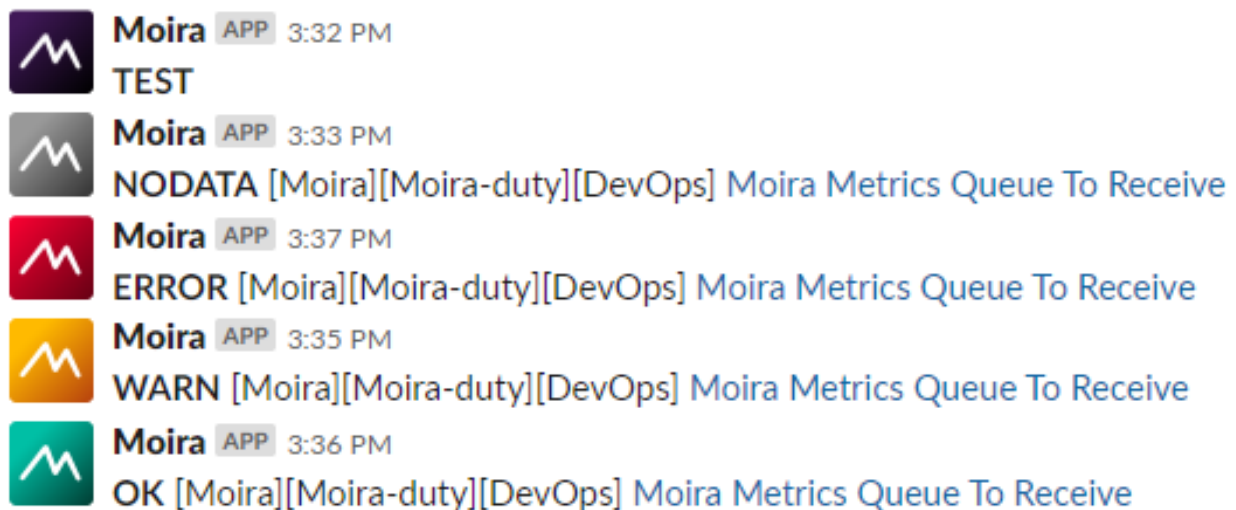 Moira APP 3:32 PM
TEST
Moira APP 3:33 PM
NODATA [Moira][Moira-duty][DevOps] Moira Metrics Queue To Receive
Moira APP 3:37 PM
ERROR [Moira][Moira-duty][DevOps] Moira Metrics Queue To Receive
Moira APP 3:35 PM
WARN [Moira][Moira-duty][DevOps] Moira Metrics Queue To Receive
Moira APP 3:36 PM
OK [Moira][Moira-duty][DevOps] Moira Metrics Queue To Receive